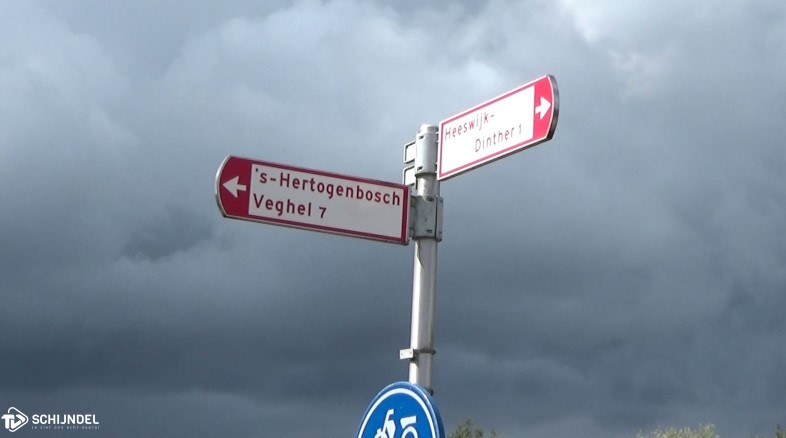 's-Hertogenbosch
Veghel 7
Heeswijk-
Dinther 1
SCHIJNDEL